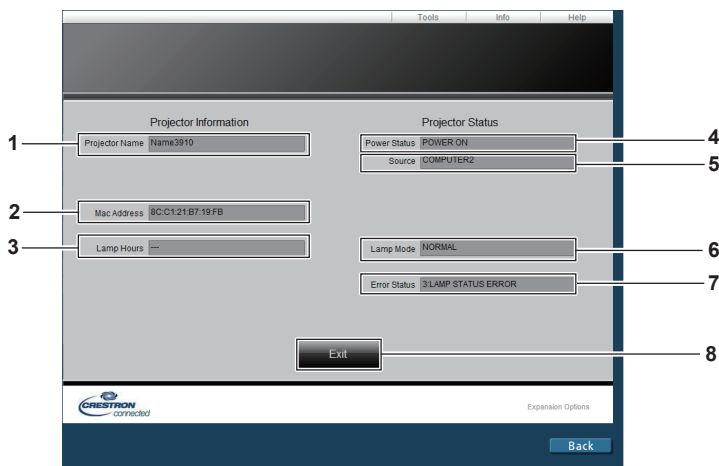 Tools Info Help
Projector Information Projector Status
1 Projector Name Name3910 Power Status POWER ON 4
Source COMPUTER2 5
2 Mac Address 8C:C1:21:B7:19:FB
3 Lamp Hours --- Lamp Mode NORMAL 6
Error Status 3:LAMP STATUS ERROR 7
Exit 8
CRESTRON
connected
Expansion Options
Back